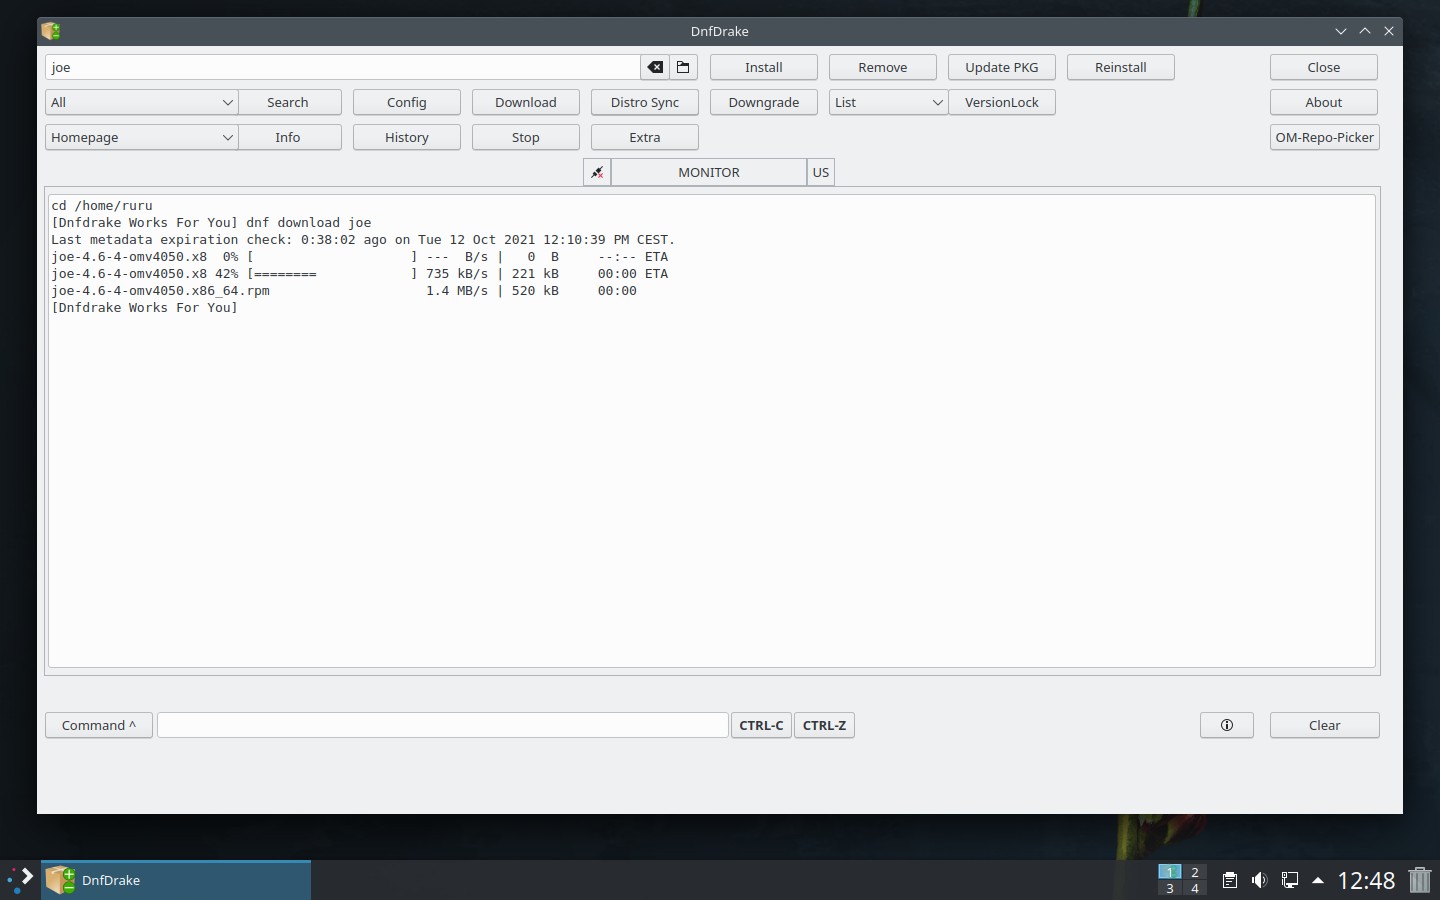 DnfDrake
joe
Install
Remove
Update PKG
Reinstall
Close
All
Search
Config
Download
Distro Sync
Downgrade
List
VersionLock
About
Homepage
Info
History
Stop
Extra
OM-Repo-Picker
MONITOR
US
cd /home/ruru
[Dnfdrake Works For You] dnf download joe
Last metadata expiration check: 0:38:02 ago on Tue 12 Oct 2021 12:10:39 PM CEST.
joe-4.6-4-omv4050.x8  0% [                    ] ---  B/s |   0  B     --:-- ETA
joe-4.6-4-omv4050.x8 42% [========            ] 735 kB/s | 221 kB     00:00 ETA
joe-4.6-4-omv4050.x86_64.rpm                    1.4 MB/s | 520 kB     00:00
[Dnfdrake Works For You]
Command ^
CTRL-C
CTRL-Z
Clear
DnfDrake
1 2
3 4
12:48